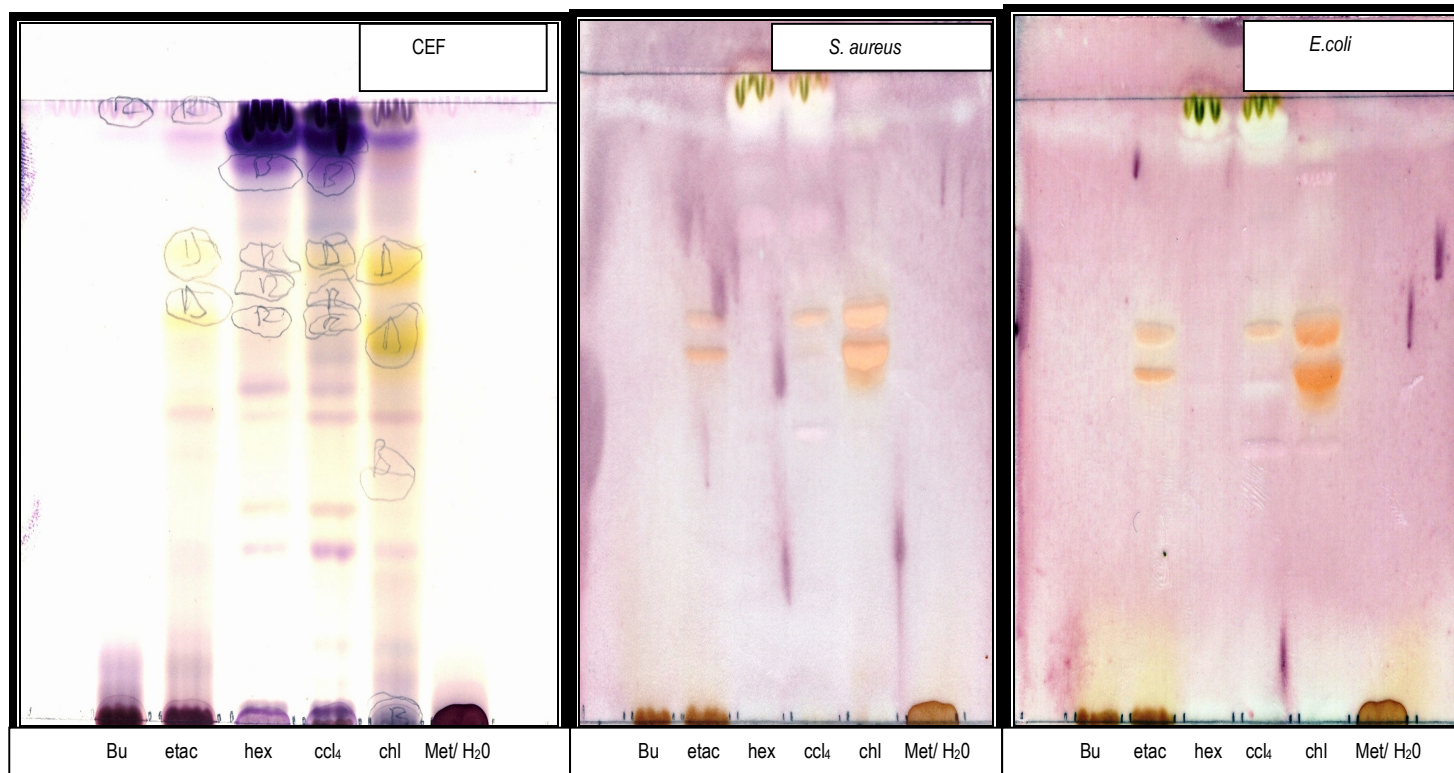 CEF
S. aureus
E.coli
R R
B B
D R D D
B R R
R R D
B
B
Bu etac hex ccl₄ chl Met/ H₂0
Bu etac hex ccl₄ chl Met/ H₂0
Bu etac hex ccl₄ chl Met/ H₂0